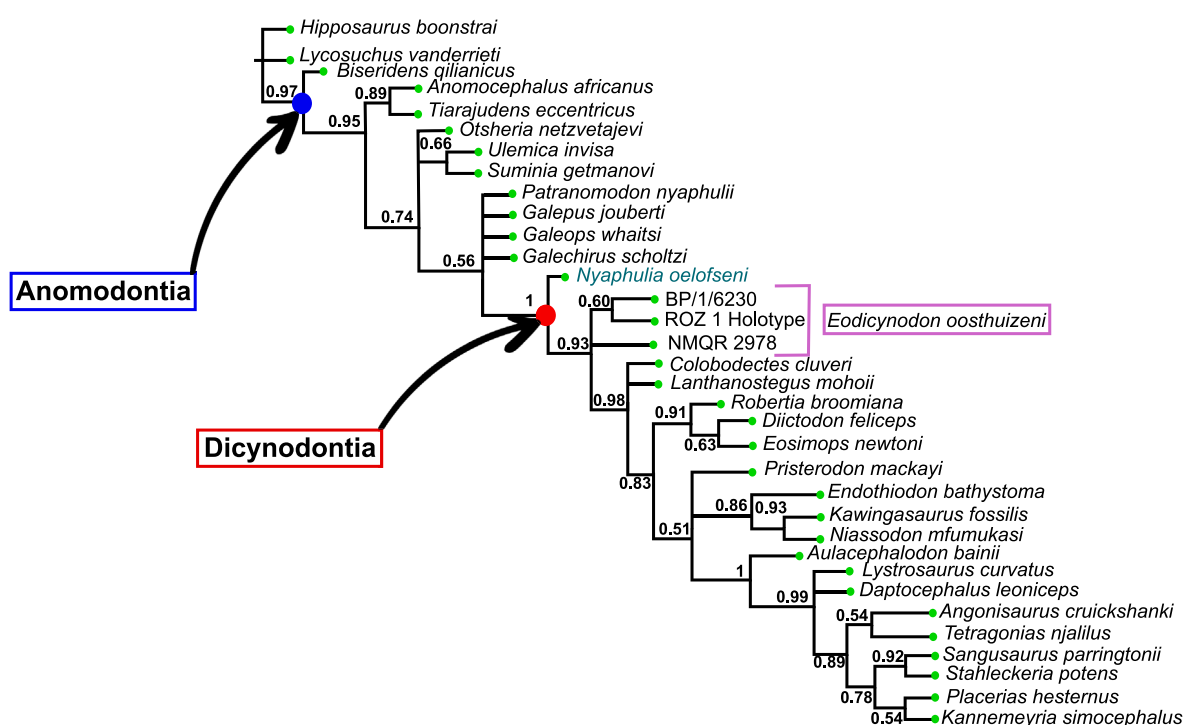 Hipposaurus boonstrai
Lycosuchus vanderrieti
Biseridens qilianicus
0.97
Anomocephalus africanus
0.89
Tiarajudens eccentricus
0.95
Otsheria netzvetajevi
0.66
Ulemica invisa
Suminia getmanovi
Patranomodon nyaphulii
0.74
Galepus jouberti
Galeops whaitsi
0.56
Galechirus scholtzi
Anomodontia
Nyaphulia oelofseni
1
0.60
BP/1/6230
ROZ 1 Holotype
Eodicynodon oosthuizeni
0.93
NMQR 2978
Colobodectes cluveri
Lanthanostegus mohoii
0.98
Robertia broomiana
0.91
Diictodon feliceps
0.63
Eosimops newtoni
Dicynodontia
Pristerodon mackayi
0.83
Endothiodon bathystoma
0.86
0.93
Kawingasaurus fossilis
0.51
Niassodon mfumukasi
Aulacephalodon bainii
1
Lystrosaurus curvatus
0.99
Daptocephalus leoniceps
Angonisaurus cruickshanki
0.54
Tetragonias njalilus
0.89
0.92
Sangusaurus parringtonii
Stahleckeria potens
0.78
Placerias hesternus
0.54
Kannemeyria simocephalus